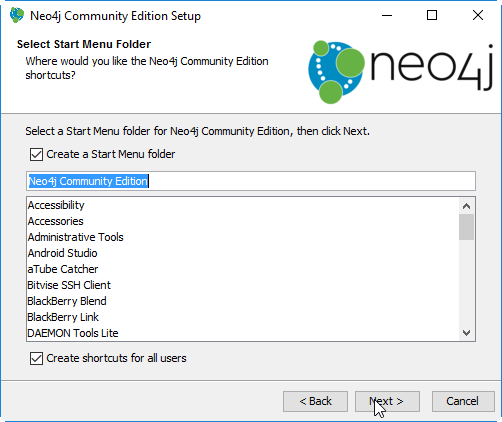 Neo4j Community Edition Setup
Select Start Menu Folder
Where would you like the Neo4j Community Edition
shortcuts?
neo4j
Select a Start Menu folder for Neo4j Community Edition, then click Next.
Create a Start Menu folder
Neo4j Community Edition
Accessibility
Accessories
Administrative Tools
Android Studio
aTube Catcher
Bitvise SSH Client
BlackBerry Blend
BlackBerry Link
DAEMON Tools Lite
Create shortcuts for all users
< Back
Next >
Cancel